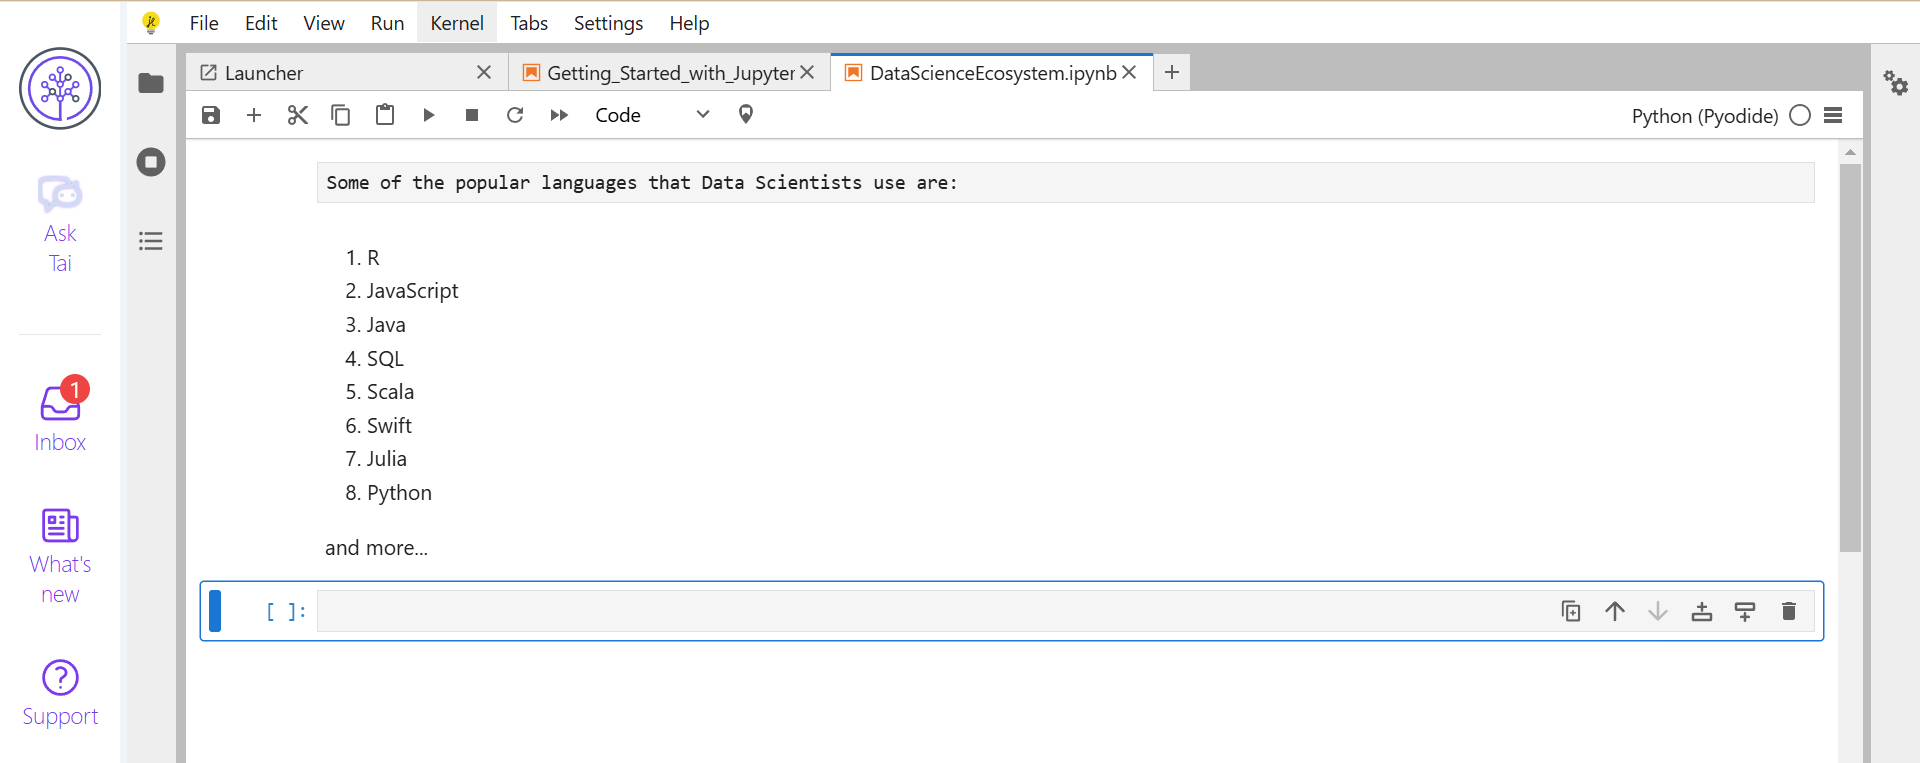 File Edit View Run Kernel Tabs Settings Help
Launcher
Getting_Started_with_Jupyter
DataScienceEcosystem.ipynb
Code
Python (Pyodide)
Ask
Tai
1
Inbox
What's
new
Support
Some of the popular languages that Data Scientists use are:
1. R
2. JavaScript
3. Java
4. SQL
5. Scala
6. Swift
7. Julia
8. Python
and more...
[ ]: